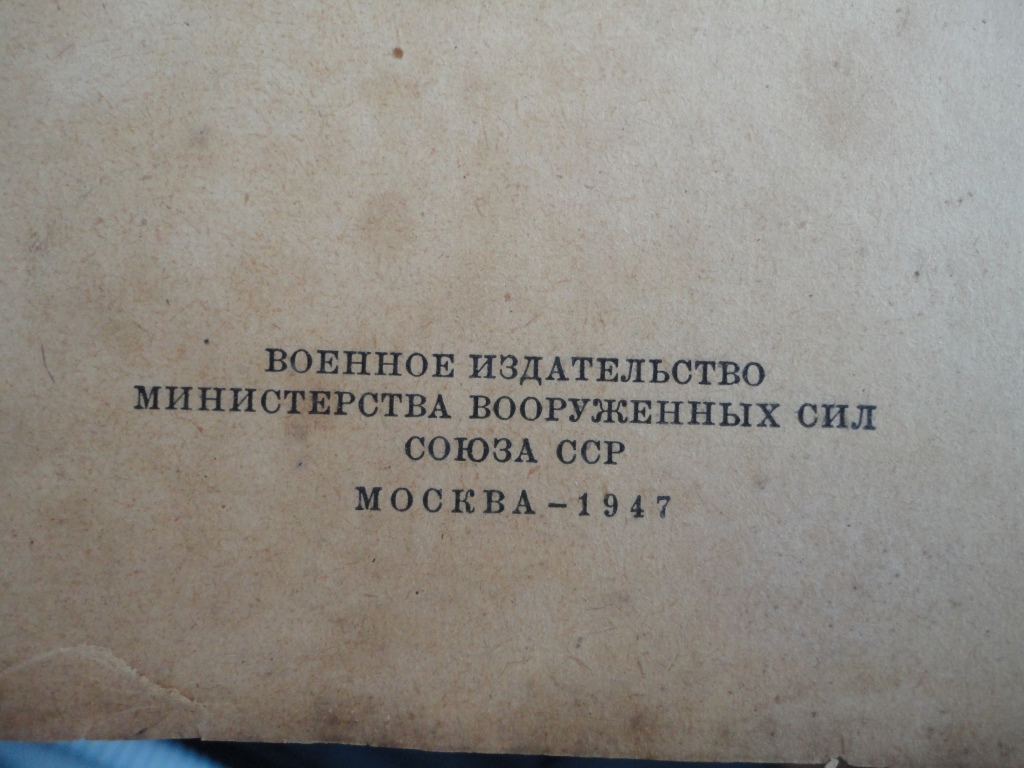 ВОЕННОЕ ИЗДАТЕЛЬСТВО
МИНИСТЕРСТВА ВООРУЖЕННЫХ СИЛ
СОЮЗА ССР
МОСКВА – 1947